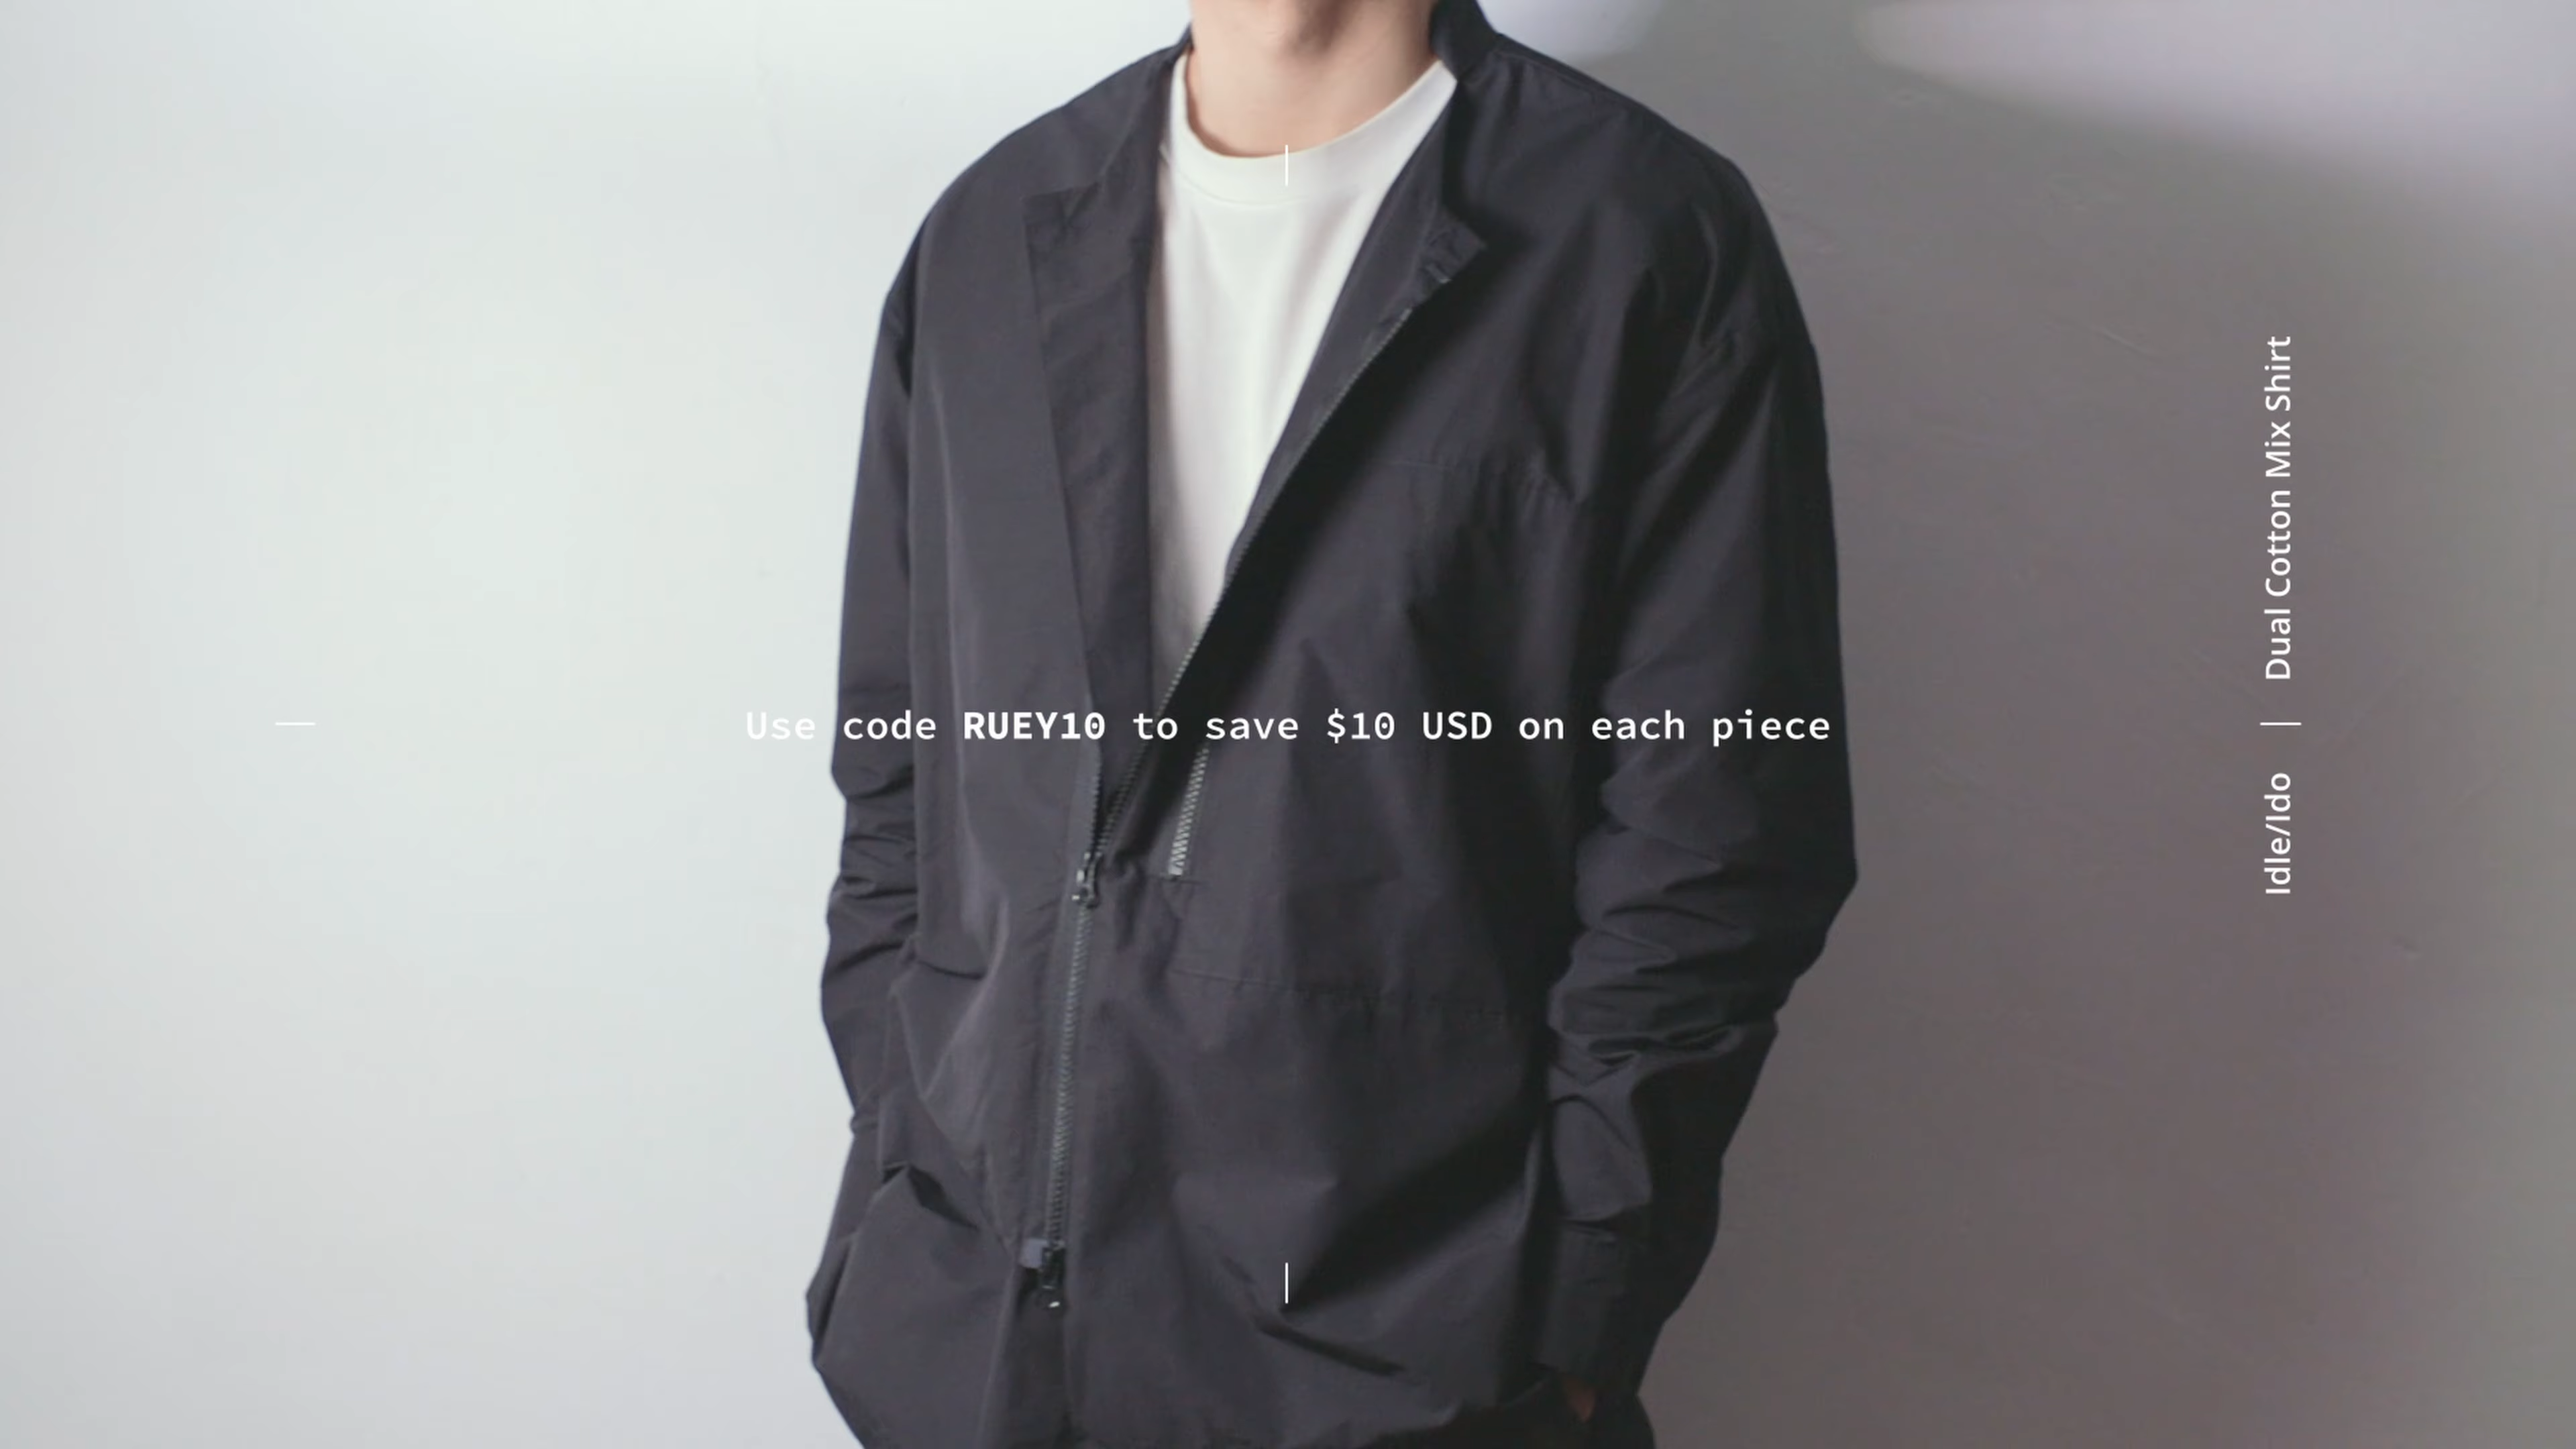 Use code RUEY10 to save $10 USD on each piece
Idle/Ido | Dual Cotton Mix Shirt